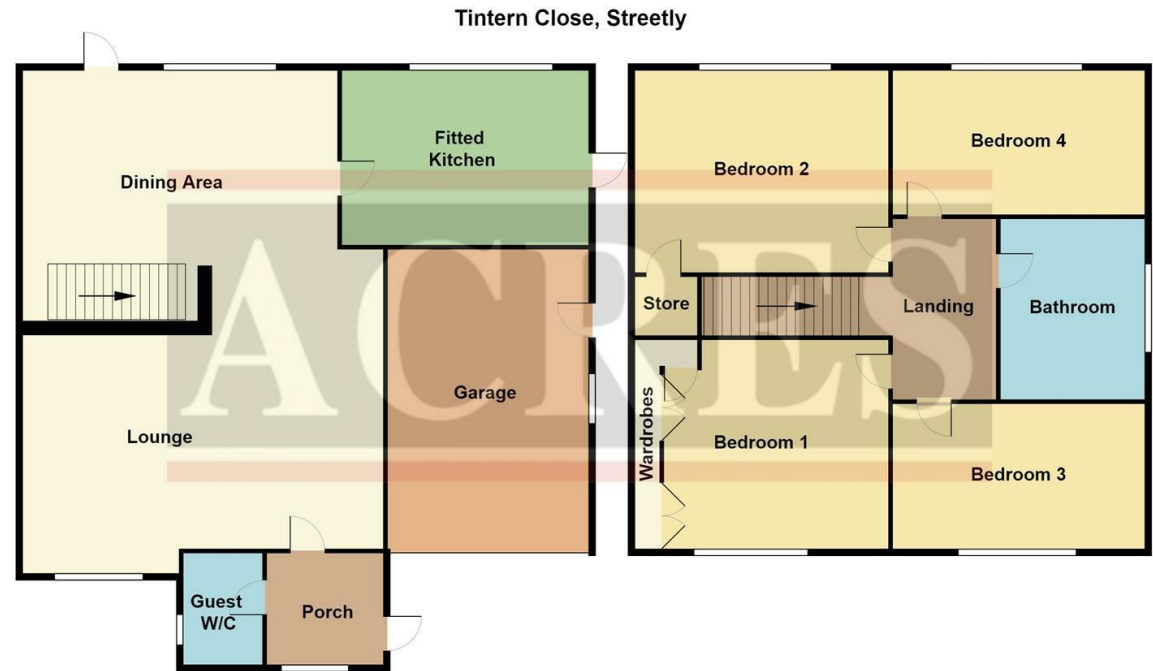 Tintern Close, Streetly
Dining Area
Fitted
Kitchen
Lounge
Garage
Guest
W/C
Porch
Bedroom 2
Bedroom 4
Store
Landing
Bathroom
Wardrobes
Bedroom 1
Bedroom 3
ACRES